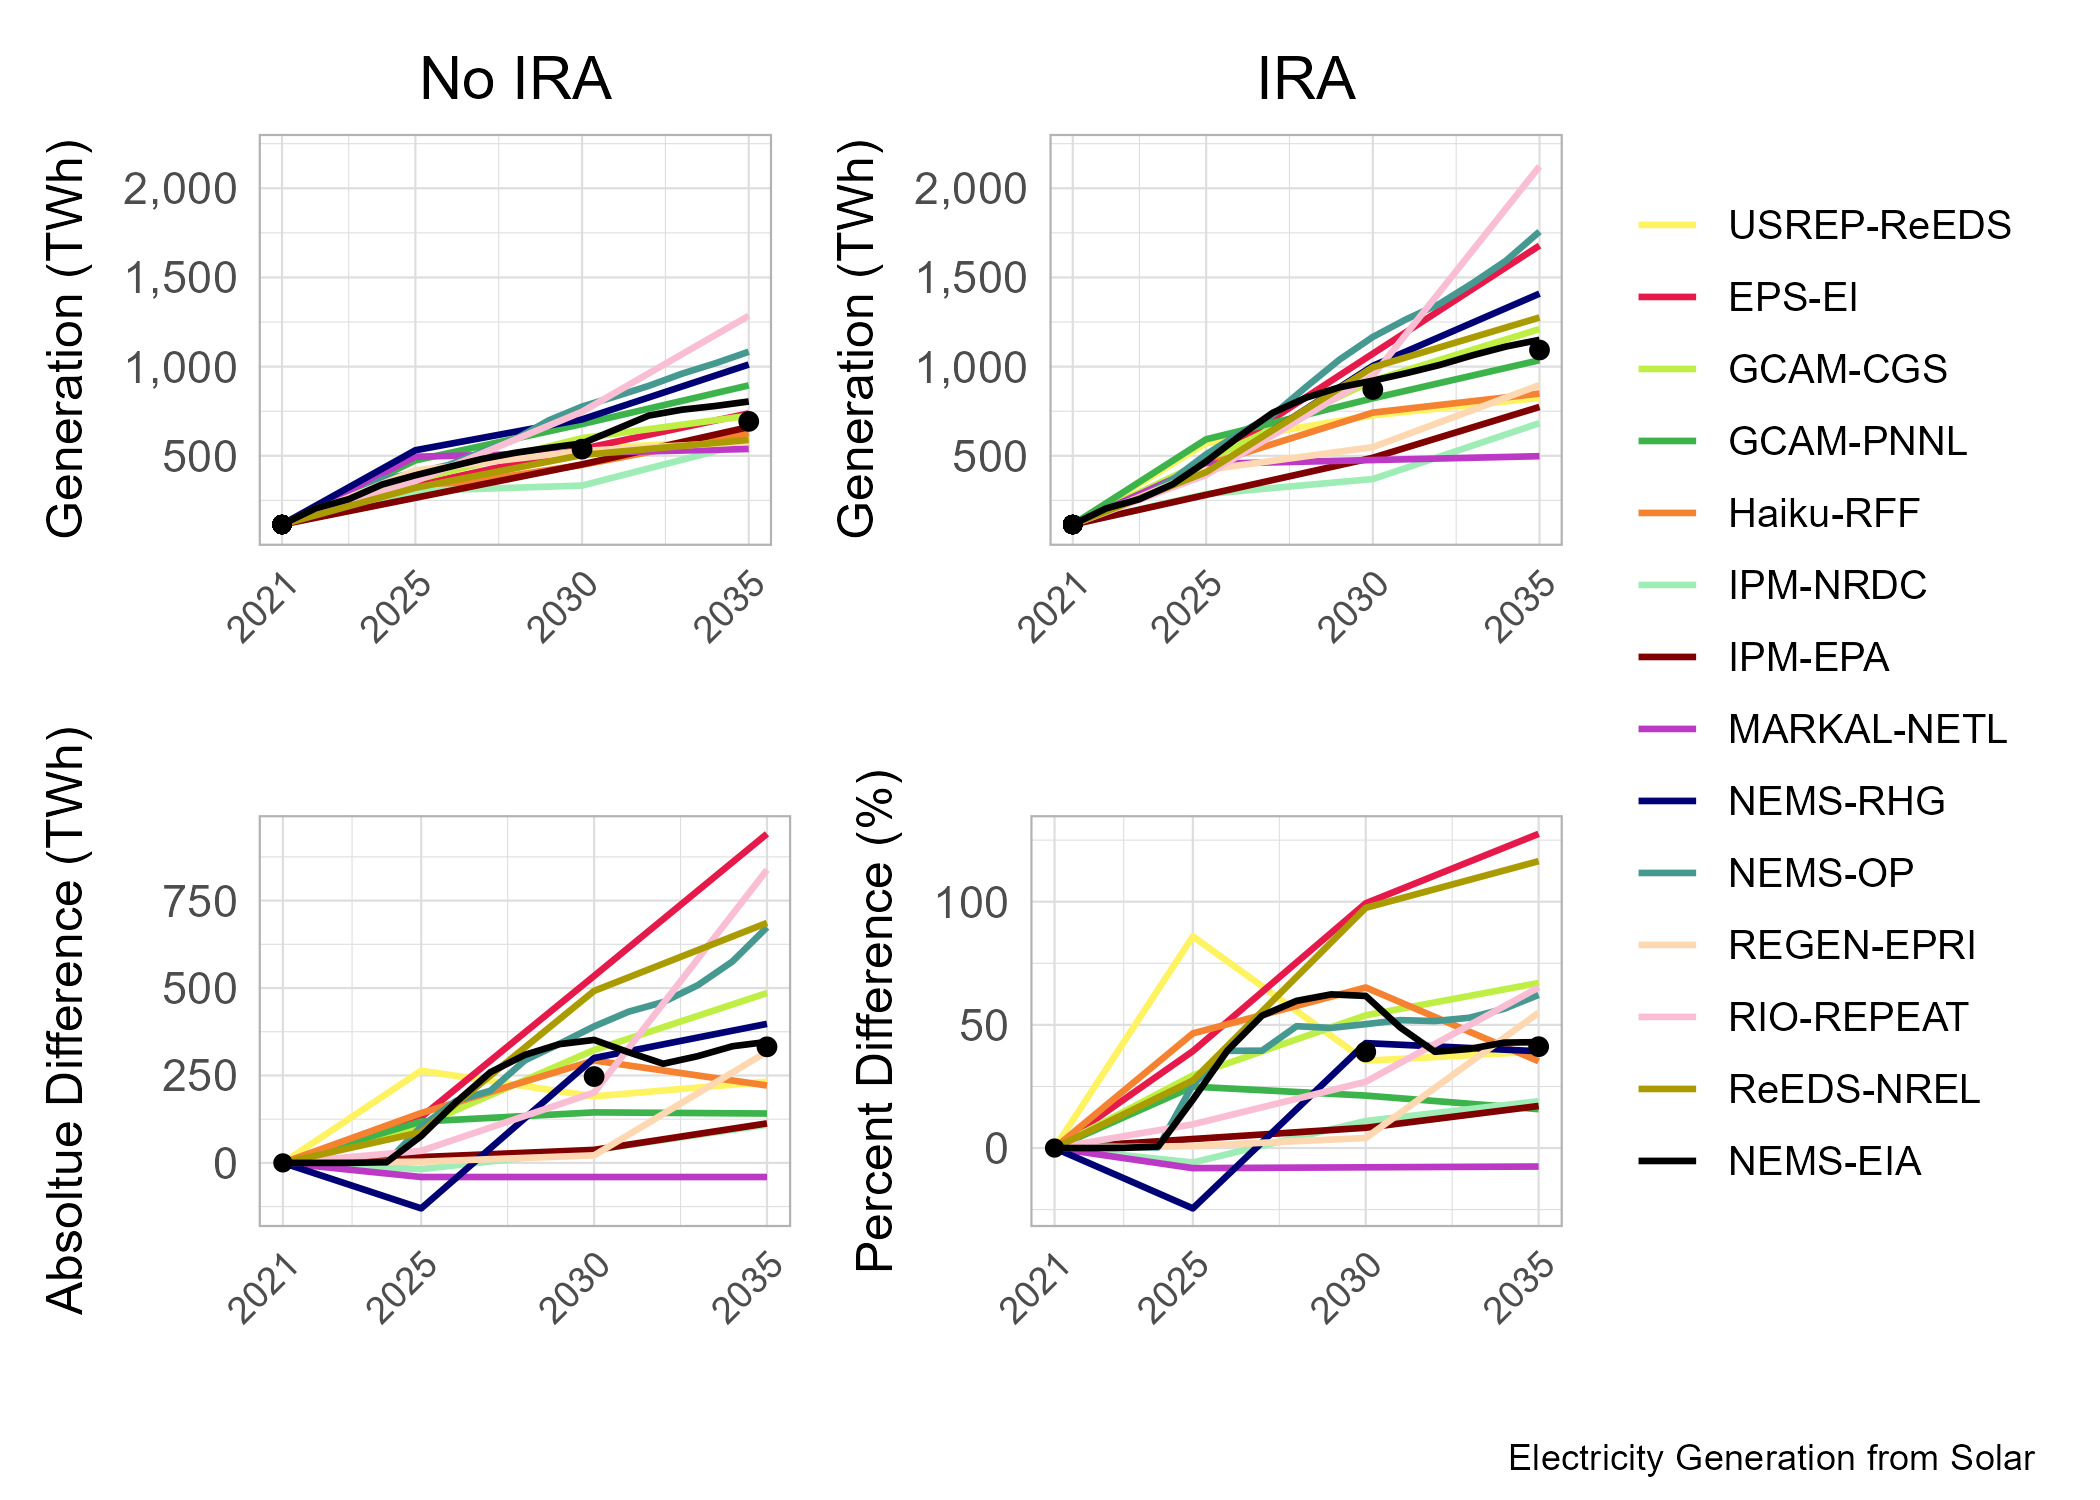 No IRA
IRA
Generation (TWh)
2,000
1,500
1,000
500
2021
2025
2030
2035
Generation (TWh)
2,000
1,500
1,000
500
2021
2025
2030
2035
Absoltue Difference (TWh)
750
500
250
0
2021
2025
2030
2035
Percent Difference (%)
100
50
0
2021
2025
2030
2035
USREP-ReEDS
EPS-EI
GCAM-CGS
GCAM-PNNL
Haiku-RFF
IPM-NRDC
IPM-EPA
MARKAL-NETL
NEMS-RHG
NEMS-OP
REGEN-EPRI
RIO-REPEAT
ReEDS-NREL
NEMS-EIA
Electricity Generation from Solar